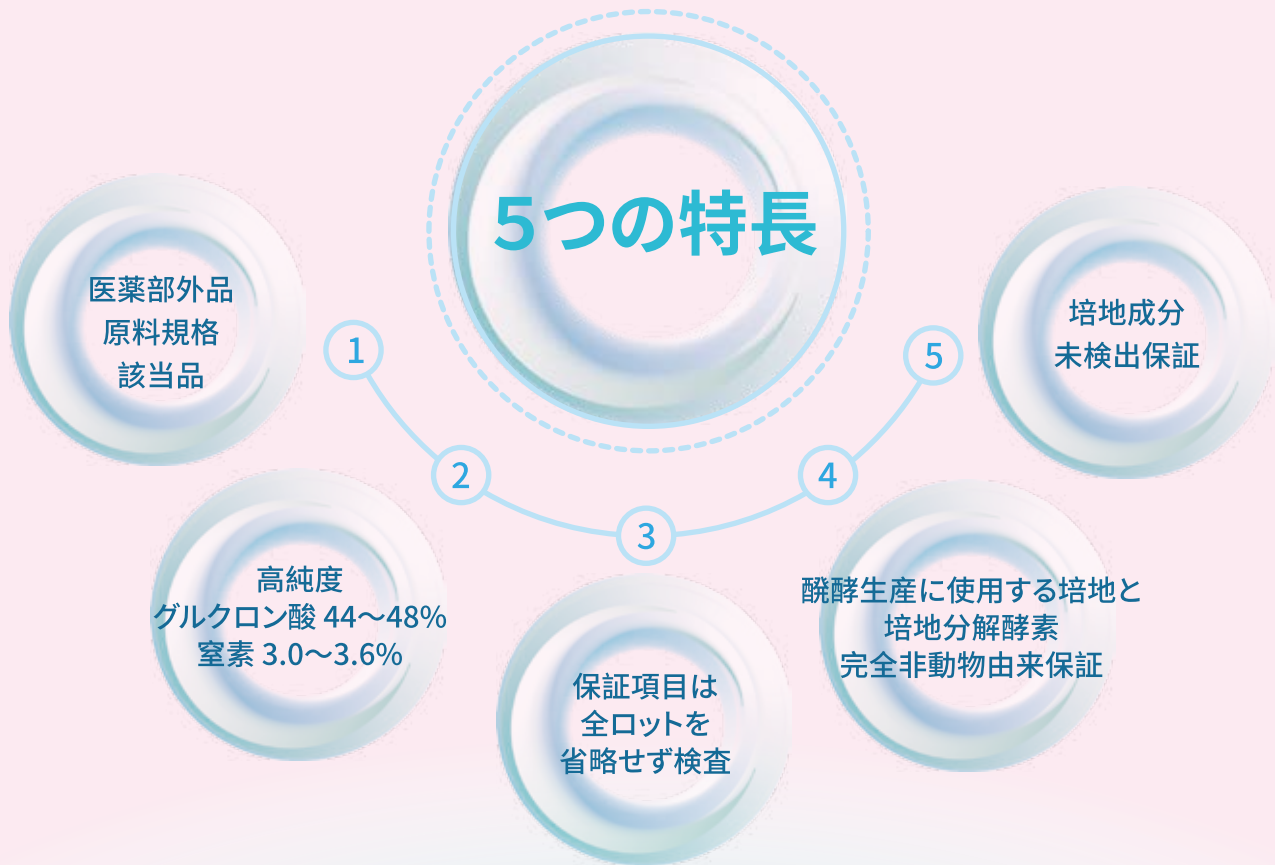 5つの特長
1
医薬部外品
原料規格
該当品
2
高純度
グルクロン酸 44〜48%
窒素 3.0〜3.6%
3
保証項目は
全ロットを
省略せず検査
4
醗酵生産に使用する培地と
培地分解酵素
完全非動物由来保証
5
培地成分
未検出保証